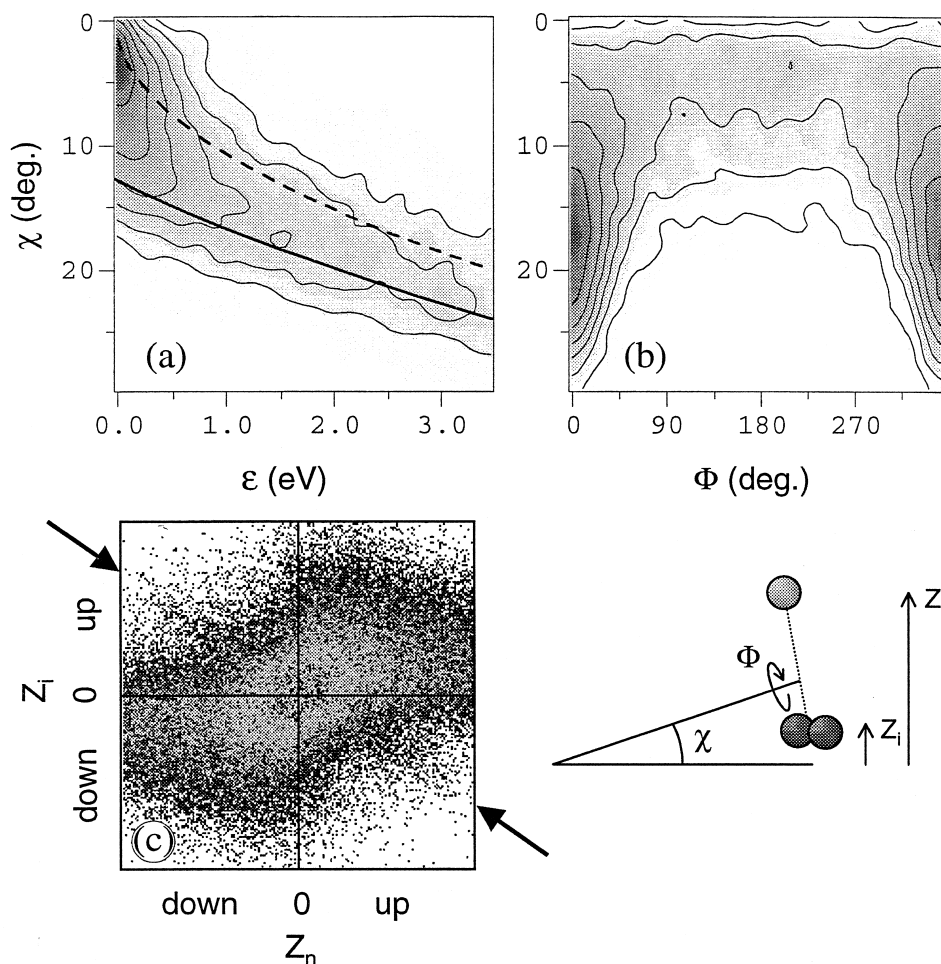 0
10
20
χ (deg.)
(a)
0.0 1.0 2.0 3.0
ε (eV)
0
10
20
(b)
0 90 180 270
Φ (deg.)
Z_i
down 0 up
(c)
down 0 up
Z_n
Φ
χ
Z_i
Z